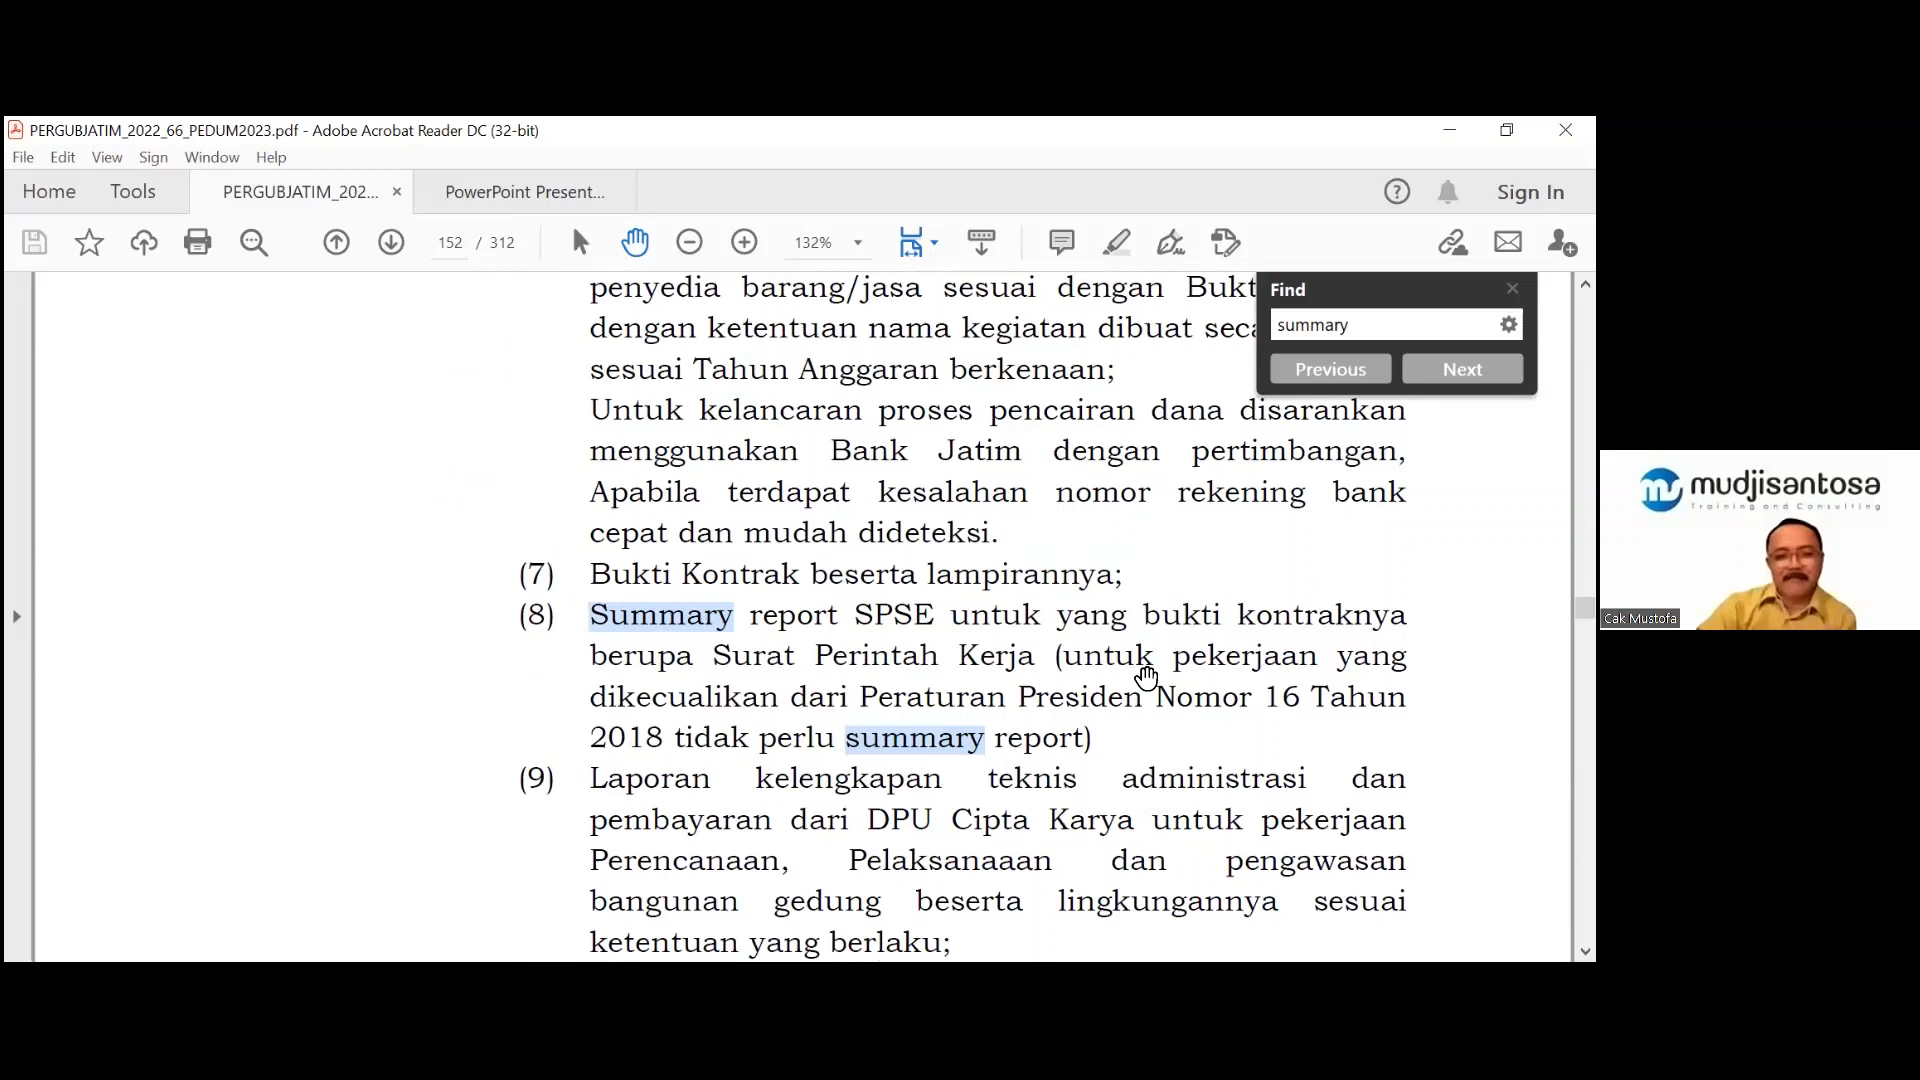 PERGUBJATIM_2022_66_PEDUM2023.pdf - Adobe Acrobat Reader DC (32-bit)
File Edit View Sign Window Help
Home Tools PERGUBJATIM_202... × PowerPoint Present... Sign In
152 / 312 132%
penyedia barang/jasa sesuai dengan Bukt
dengan ketentuan nama kegiatan dibuat seca
sesuai Tahun Anggaran berkenaan;
Find
summary
Previous Next
Untuk kelancaran proses pencairan dana disarankan
menggunakan Bank Jatim dengan pertimbangan,
Apabila terdapat kesalahan nomor rekening bank
cepat dan mudah dideteksi.
(7) Bukti Kontrak beserta lampirannya;
(8) Summary report SPSE untuk yang bukti kontraknya
berupa Surat Perintah Kerja (untuk pekerjaan yang
dikecualikan dari Peraturan Presiden Nomor 16 Tahun
2018 tidak perlu summary report)
(9) Laporan kelengkapan teknis administrasi dan
pembayaran dari DPU Cipta Karya untuk pekerjaan
Perencanaan, Pelaksanaaan dan pengawasan
bangunan gedung beserta lingkungannya sesuai
ketentuan yang berlaku;
mudjisantosa
Training and Consulting
Cak Mustofa